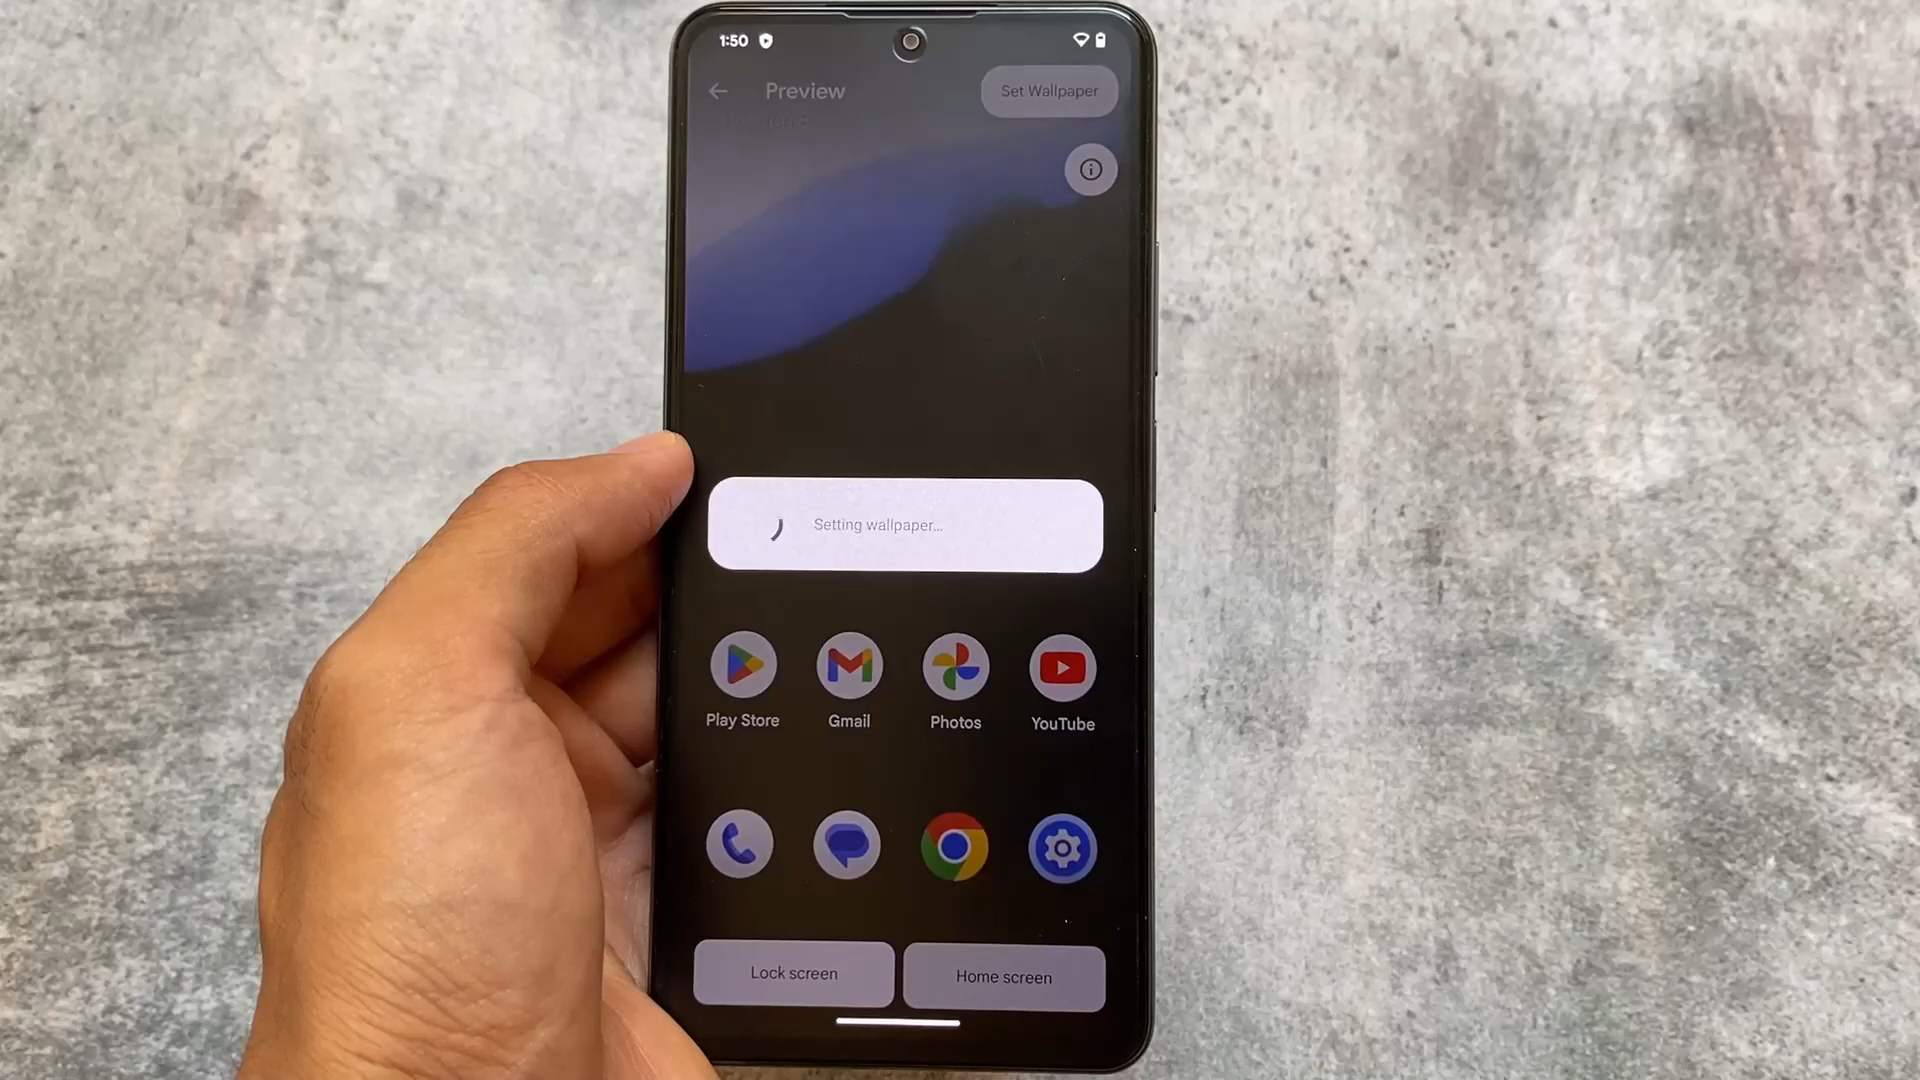 1:50
Preview
Set Wallpaper
Setting wallpaper...
Play Store
Gmail
Photos
YouTube
Lock screen
Home screen